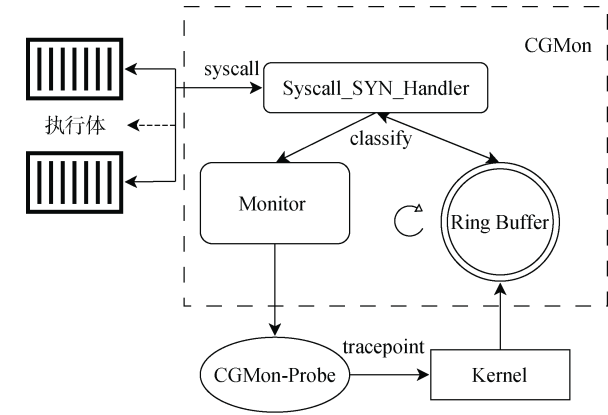 CGMon
syscall
Syscall_SYN_Handler
执行体
classify
Monitor
Ring Buffer
tracepoint
CGMon-Probe
Kernel